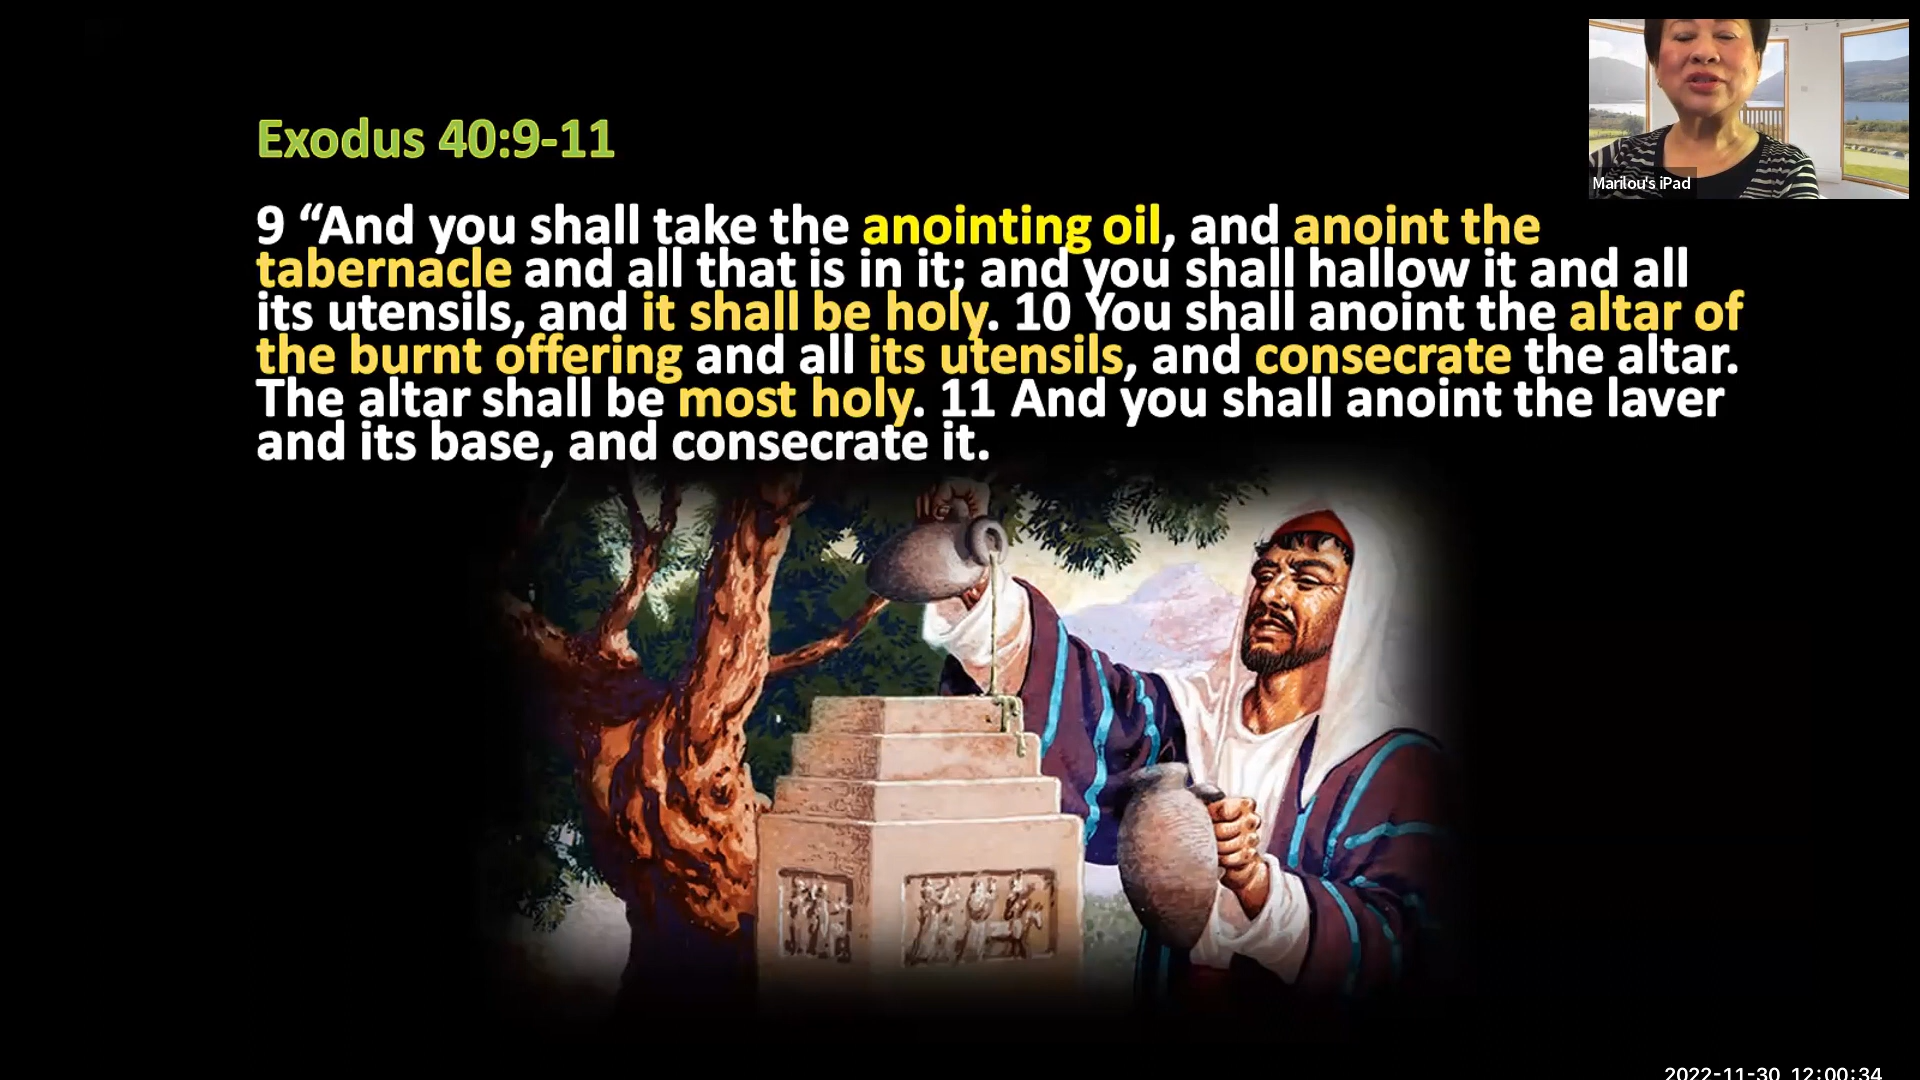 Exodus 40:9-11
9 “And you shall take the anointing oil, and anoint the
tabernacle and all that is in it; and you shall hallow it and all
its utensils, and it shall be holy. 10 You shall anoint the altar of
the burnt offering and all its utensils, and consecrate the altar.
The altar shall be most holy. 11 And you shall anoint the laver
and its base, and consecrate it.
Marilou's iPad
2022-11-30 12:00:34